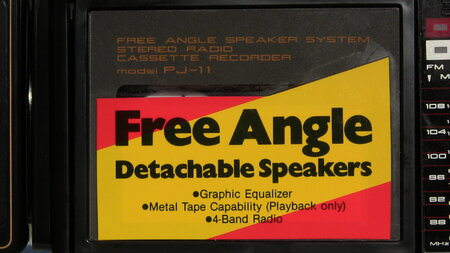 FREE ANGLE SPEAKER SYSTEM
STEREO RADIO
CASSETTE RECORDER
model PJ-11
Free Angle
Detachable Speakers
●Graphic Equalizer
●Metal Tape Capability (Playback only)
●4-Band Radio
FM
M
108
104
100
96
92
88
MHz